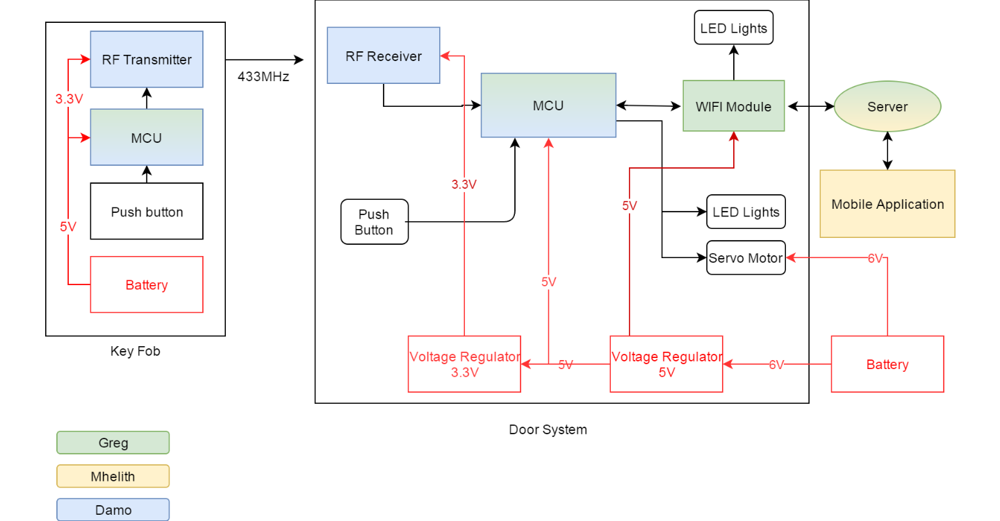 RF Transmitter
3.3V
MCU
Push button
5V
Battery
Key Fob
433MHz
RF Receiver
MCU
LED Lights
WIFI Module
Server
Mobile Application
3.3V
Push
Button
5V
5V
LED Lights
Servo Motor
6V
Voltage Regulator
3.3V
5V
Voltage Regulator
5V
6V
Battery
Door System
Greg
Mhelith
Damo